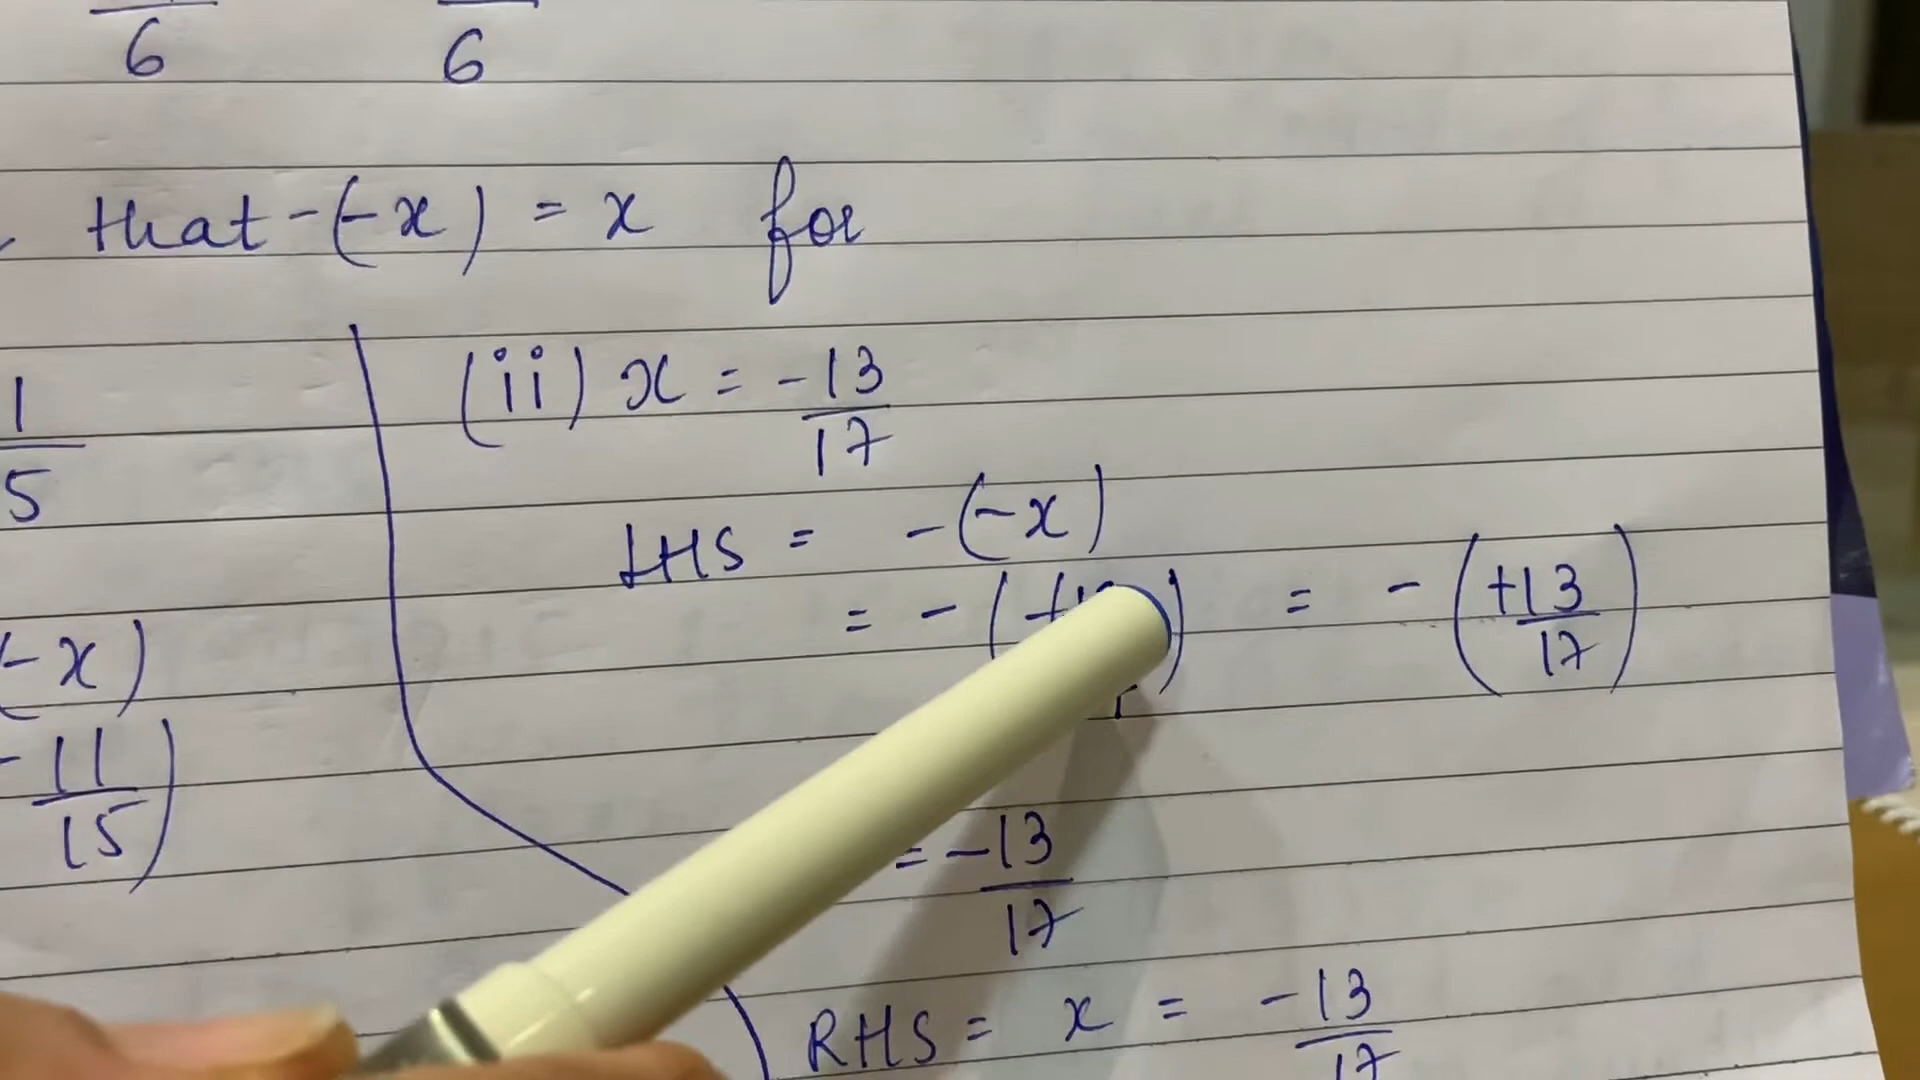 6 6
that -(-x) = x for
1/5
(ii) x = -13/17
LHS = -(-x)
= - ( ) = - (+13/17)
-x)
-11/15)
= -13/17
RHS = x = -13/17